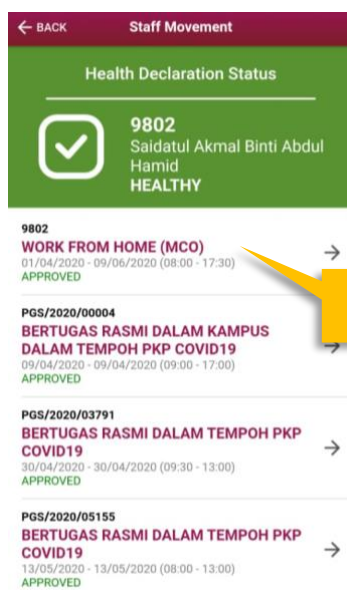 ← BACK Staff Movement
Health Declaration Status
9802
Saidatul Akmal Binti Abdul
Hamid
HEALTHY
9802
WORK FROM HOME (MCO)
01/04/2020 - 09/06/2020 (08:00 - 17:30)
APPROVED
PGS/2020/00004
BERTUGAS RASMI DALAM KAMPUS
DALAM TEMPOH PKP COVID19
09/04/2020 - 09/04/2020 (09:00 - 17:00)
APPROVED
PGS/2020/03791
BERTUGAS RASMI DALAM TEMPOH PKP
COVID19
30/04/2020 - 30/04/2020 (09:30 - 13:00)
APPROVED
PGS/2020/05155
BERTUGAS RASMI DALAM TEMPOH PKP
COVID19
13/05/2020 - 13/05/2020 (08:00 - 13:00)
APPROVED